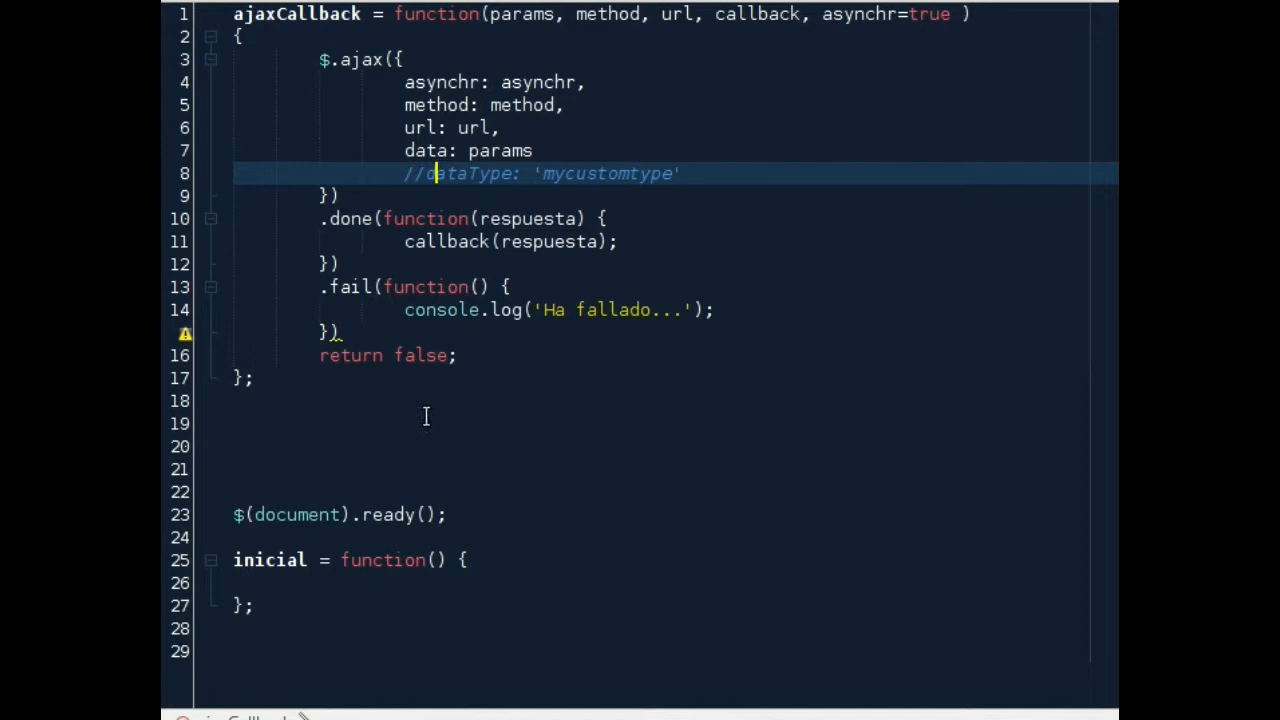 1 ajaxCallback = function(params, method, url, callback, asynchr=true )
2 {
3 $.ajax({
4 asynchr: asynchr,
5 method: method,
6 url: url,
7 data: params
8 //dataType: 'mycustomtype'
9 })
10 .done(function(respuesta) {
11 callback(respuesta);
12 })
13 .fail(function() {
14 console.log('Ha fallado...');
})
16 return false;
17 };
18
19
20
21
22
23 $(document).ready();
24
25 inicial = function() {
26
27 };
28
29